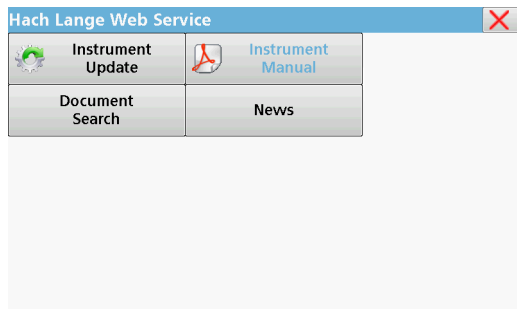 Hach Lange Web Service
Instrument
Update
Instrument
Manual
Document
Search
News